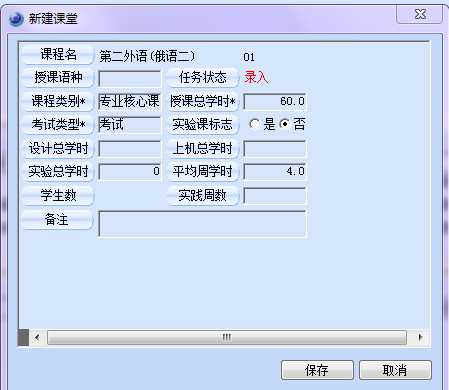 新建课堂
课程名 第二外语(俄语二) 01
授课语种 任务状态 录入
课程类别* 专业核心课 授课总学时* 60.0
考试类型* 考试 实验课标志 是 否
设计总学时 上机总学时
实验总学时 0 平均周学时 4.0
学生数 实践周数
备注
保存 取消